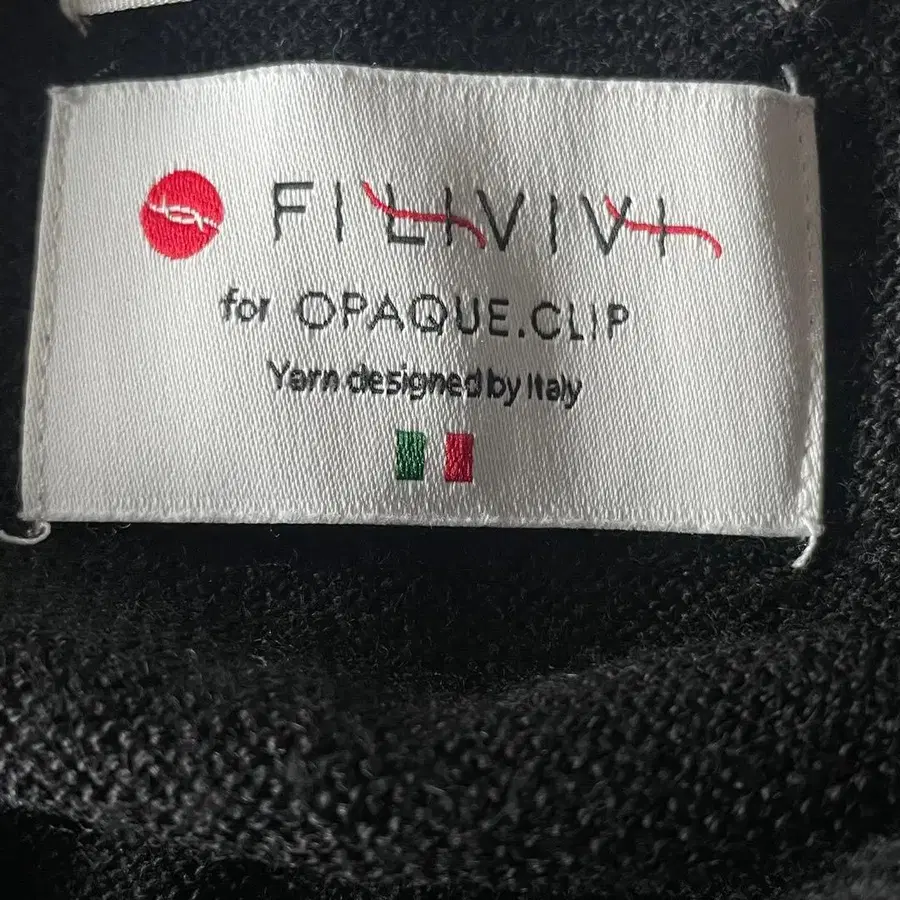 FILIVIVI
for OPAQUE.CLIP
Yarn designed by Italy